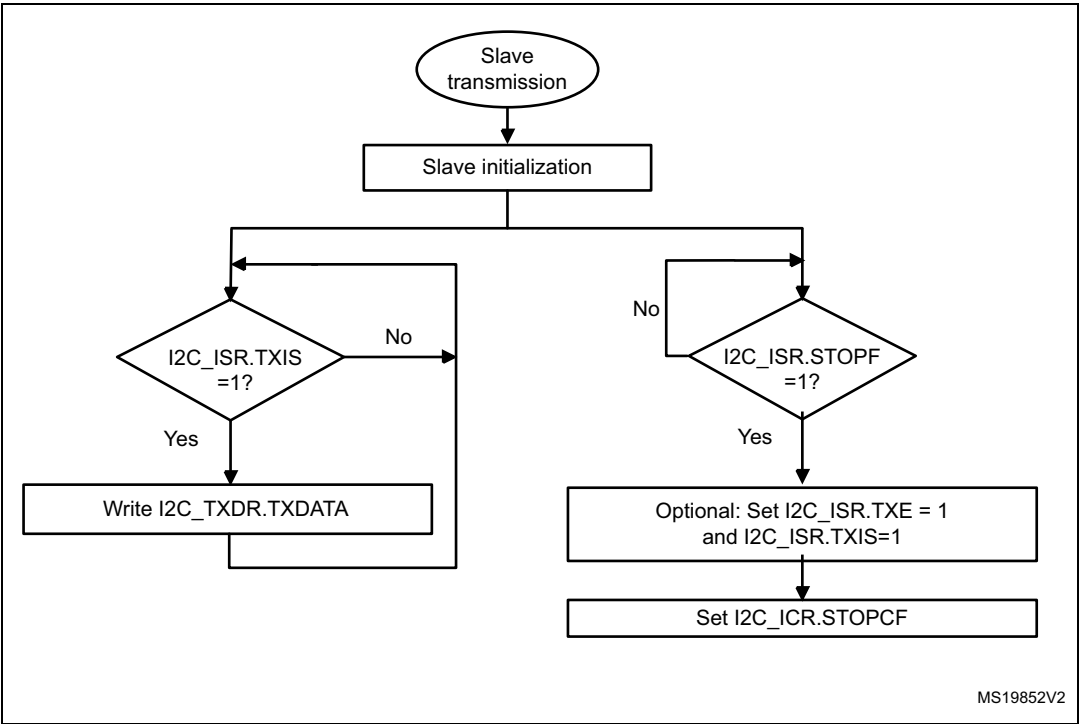 Slave
transmission
Slave initialization
I2C_ISR.TXIS
=1?
No
Yes
Write I2C_TXDR.TXDATA
No
I2C_ISR.STOPF
=1?
Yes
Optional: Set I2C_ISR.TXE = 1
and I2C_ISR.TXIS=1
Set I2C_ICR.STOPCF
MS19852V2